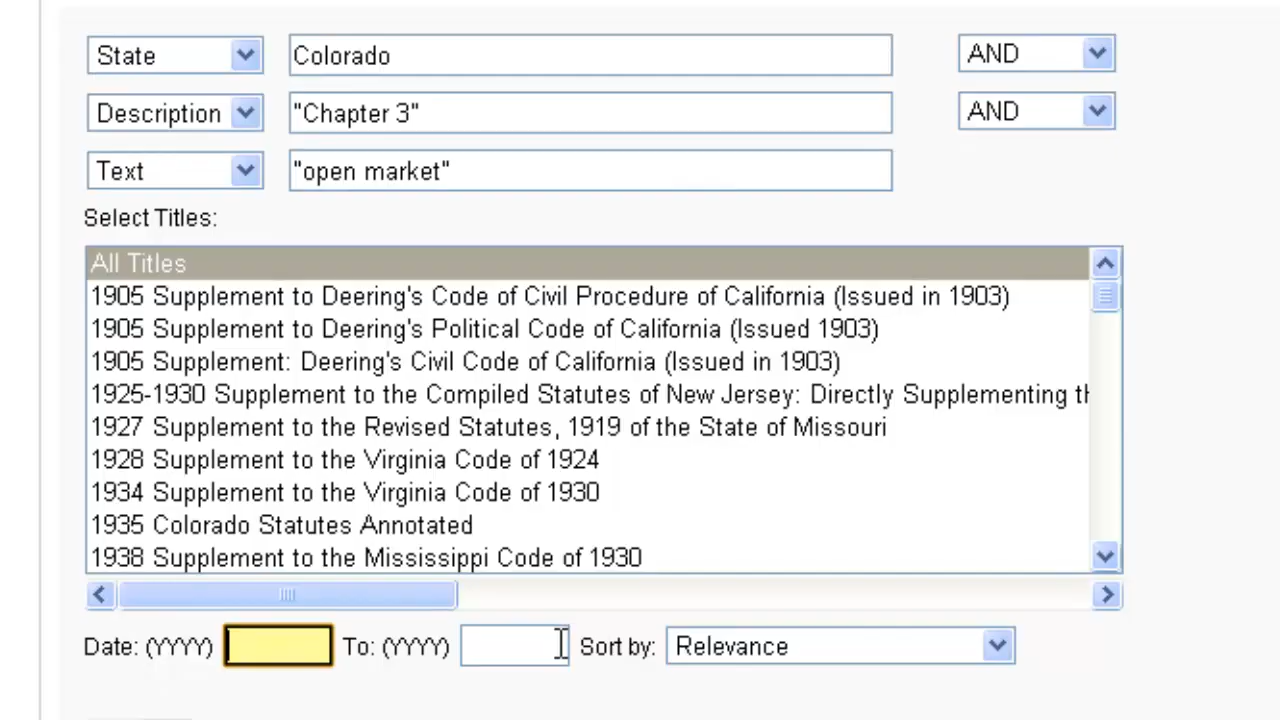 State Colorado AND
Description "Chapter 3" AND
Text "open market"
Select Titles:
All Titles
1905 Supplement to Deering's Code of Civil Procedure of California (Issued in 1903)
1905 Supplement to Deering's Political Code of California (Issued 1903)
1905 Supplement: Deering's Civil Code of California (Issued in 1903)
1925-1930 Supplement to the Compiled Statutes of New Jersey: Directly Supplementing
1927 Supplement to the Revised Statutes, 1919 of the State of Missouri
1928 Supplement to the Virginia Code of 1924
1934 Supplement to the Virginia Code of 1930
1935 Colorado Statutes Annotated
1938 Supplement to the Mississippi Code of 1930
Date: (YYYY) To: (YYYY) Sort by: Relevance